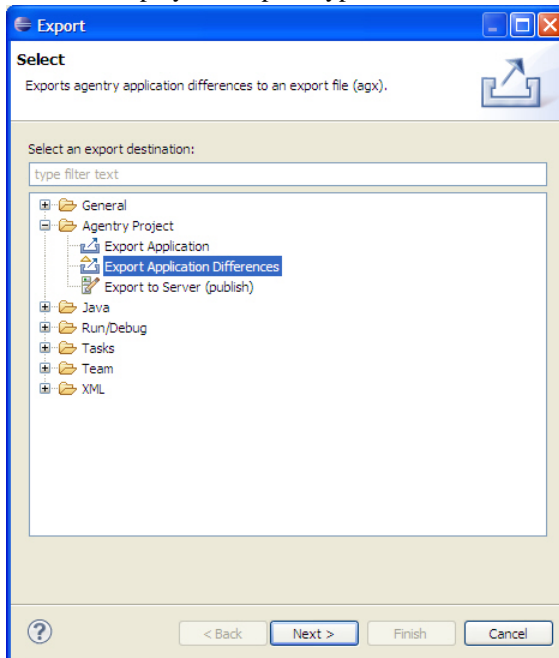 Export
Select
Exports agentry application differences to an export file (agx).
Select an export destination:
type filter text
General
Agentry Project
Export Application
Export Application Differences
Export to Server (publish)
Java
Run/Debug
Tasks
Team
XML
?
< Back Next > Finish Cancel